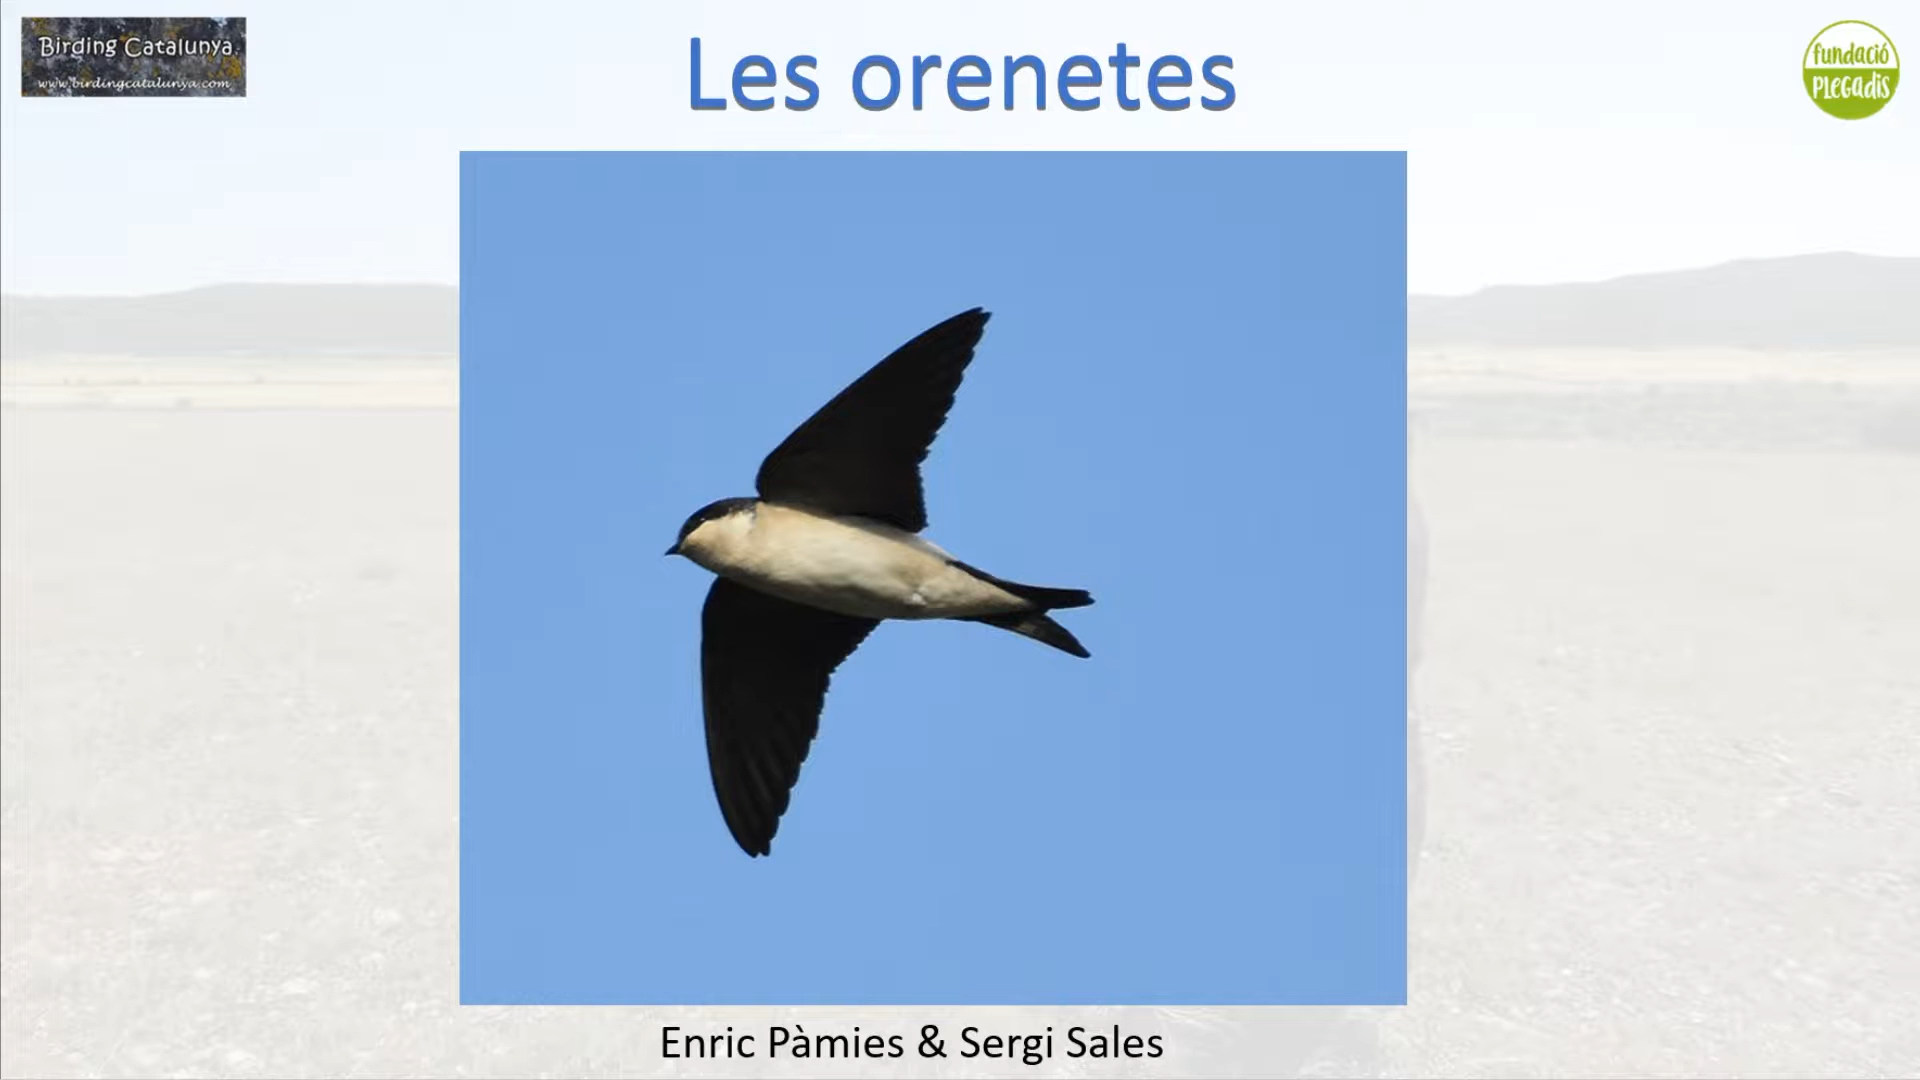 Birding Catalunya
www.birdingcatalunya.com
Les orenetes
fundació
PLEGADIS
Enric Pàmies & Sergi Sales